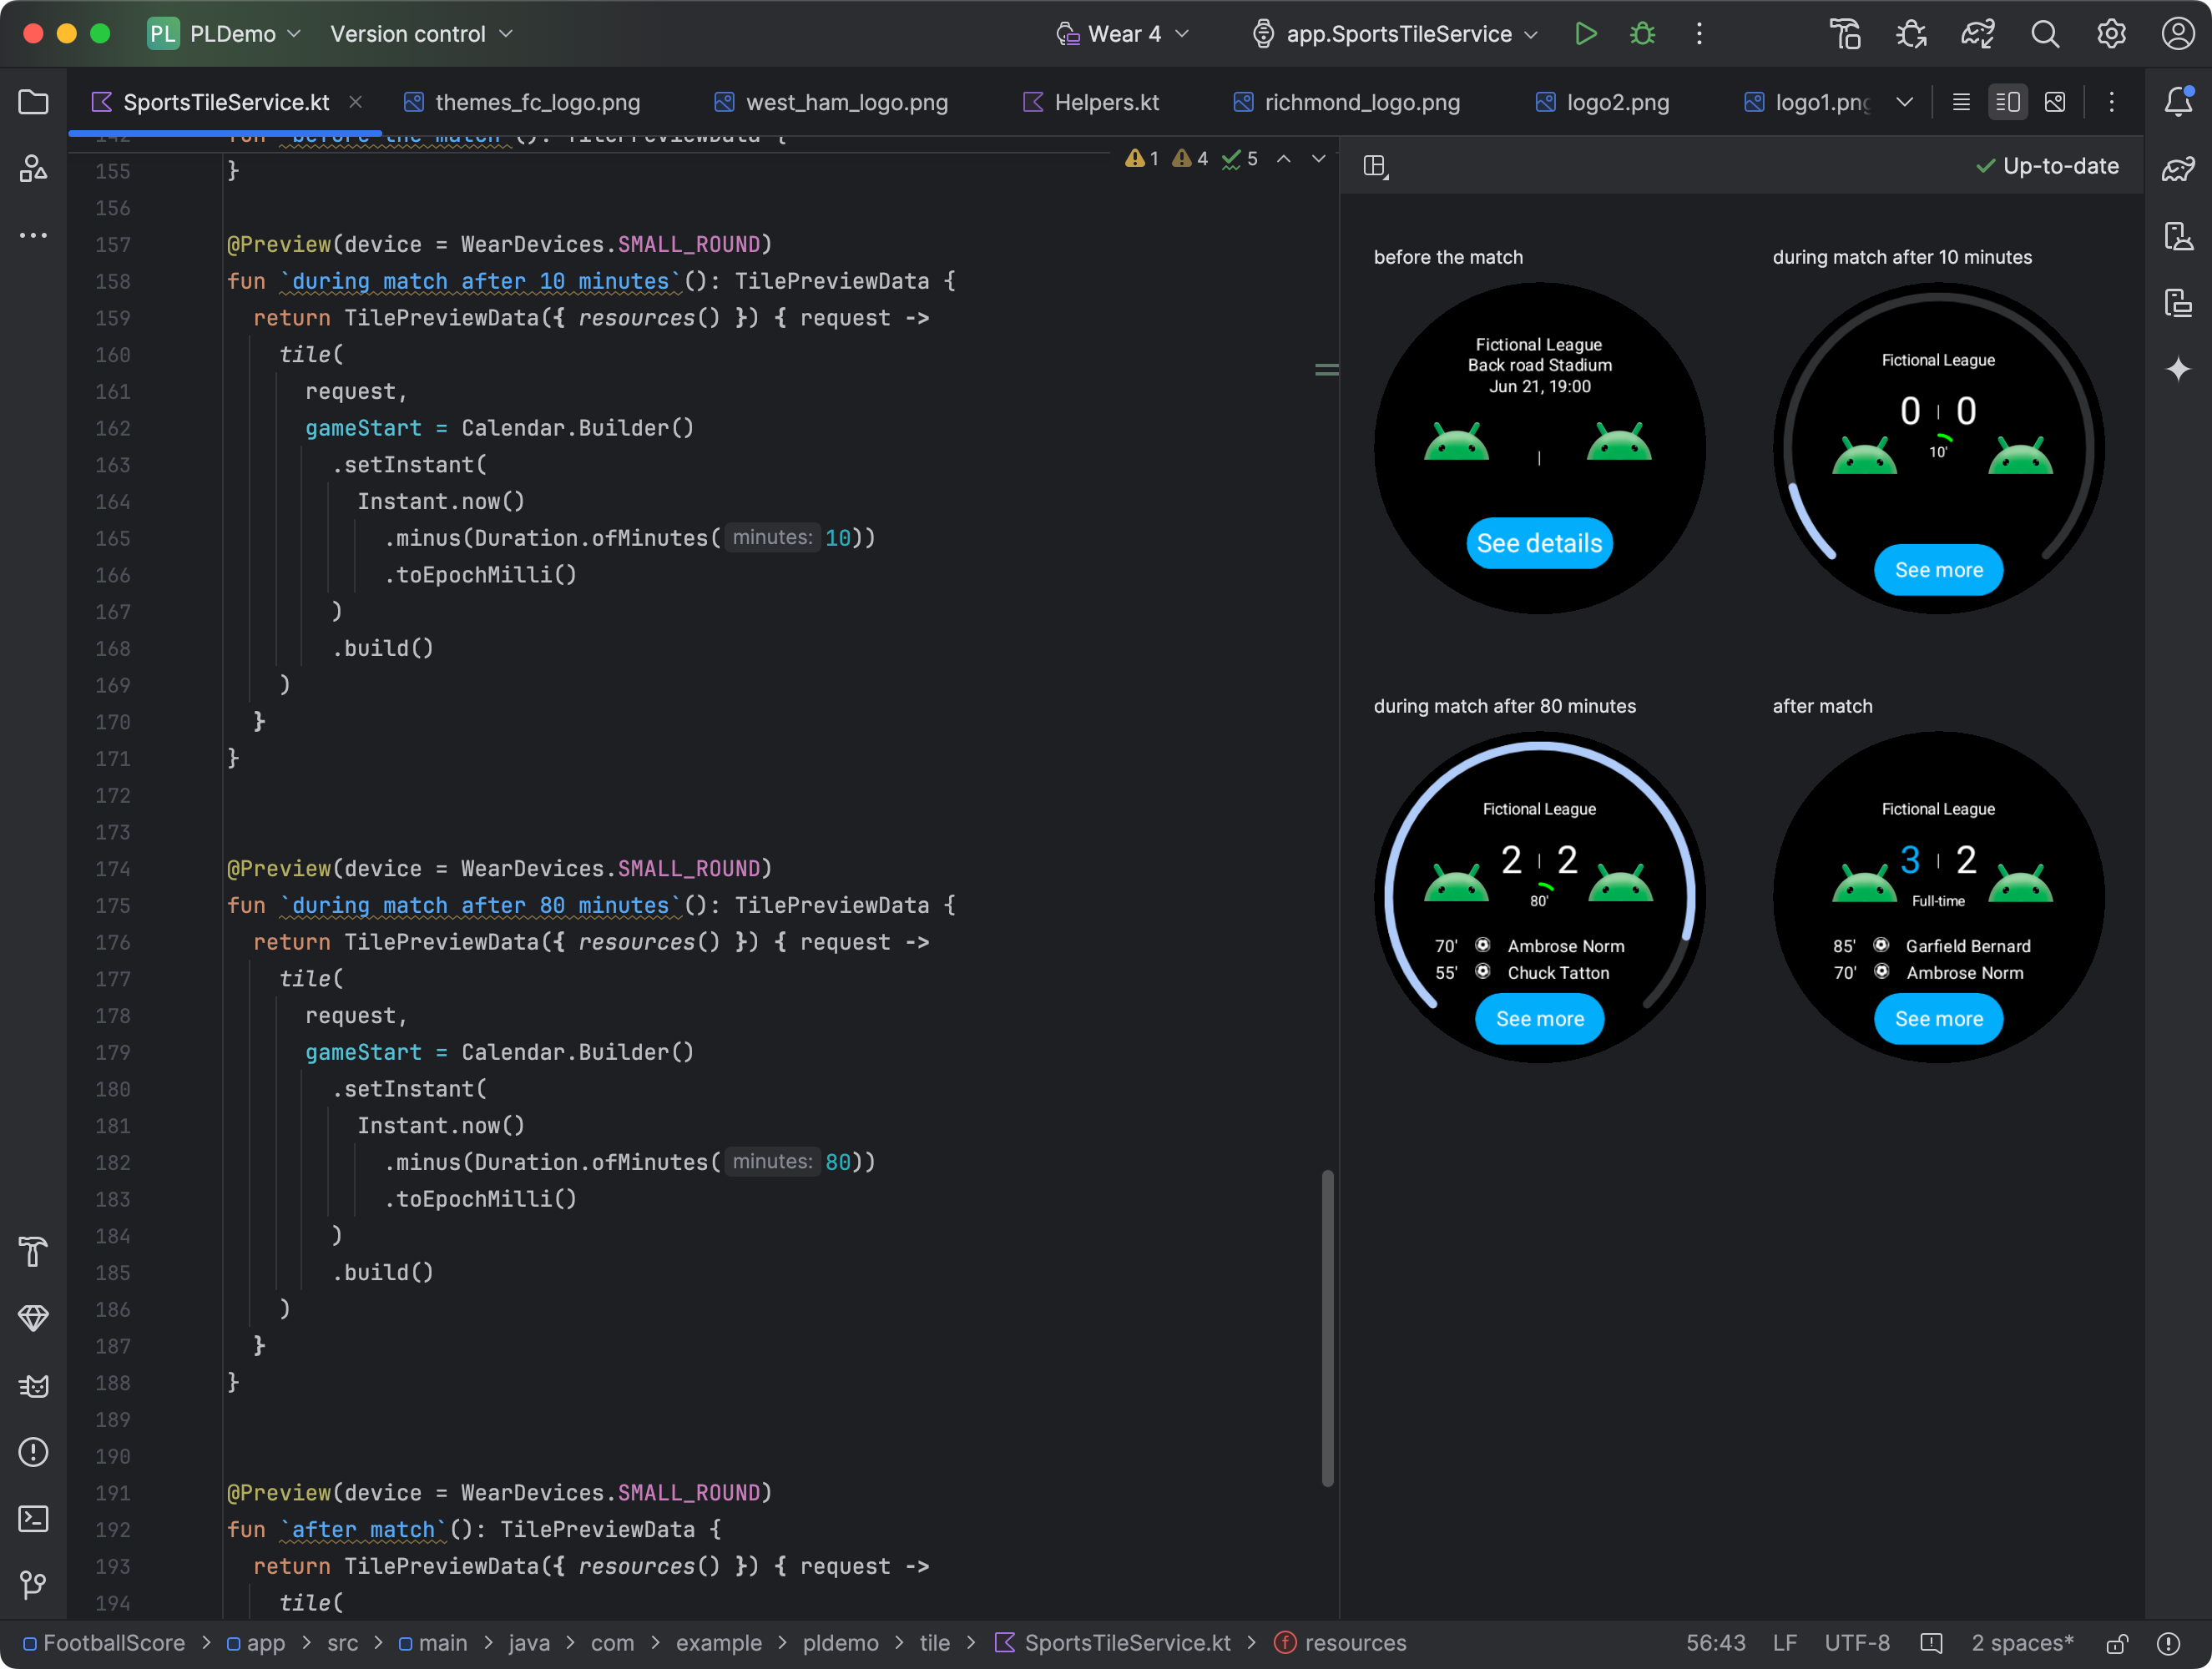 PL PLDemo Version control Wear 4 app.SportsTileService
SportsTileService.kt themes_fc_logo.png west_ham_logo.png Helpers.kt richmond_logo.png logo2.png logo1.png
142 fun `before the match`(): TilePreviewData {
1 4 5
155 }
156
157 @Preview(device = WearDevices.SMALL_ROUND)
158 fun `during match after 10 minutes`(): TilePreviewData {
159 return TilePreviewData({ resources() }) { request ->
160 tile(
161 request,
162 gameStart = Calendar.Builder()
163 .setInstant(
164 Instant.now()
165 .minus(Duration.ofMinutes( minutes: 10))
166 .toEpochMilli()
167 )
168 .build()
169 )
170 }
171 }
172
173
174 @Preview(device = WearDevices.SMALL_ROUND)
175 fun `during match after 80 minutes`(): TilePreviewData {
176 return TilePreviewData({ resources() }) { request ->
177 tile(
178 request,
179 gameStart = Calendar.Builder()
180 .setInstant(
181 Instant.now()
182 .minus(Duration.ofMinutes( minutes: 80))
183 .toEpochMilli()
184 )
185 .build()
186 )
187 }
188 }
189
190
191 @Preview(device = WearDevices.SMALL_ROUND)
192 fun `after match`(): TilePreviewData {
193 return TilePreviewData({ resources() }) { request ->
194 tile(
Up-to-date
before the match
Fictional League
Back road Stadium
Jun 21, 19:00
|
See details
during match after 10 minutes
Fictional League
0 | 0
10'
See more
during match after 80 minutes
Fictional League
2 | 2
80'
70' Ambrose Norm
55' Chuck Tatton
See more
after match
Fictional League
3 | 2
Full-time
85' Garfield Bernard
70' Ambrose Norm
See more
FootballScore > app > src > main > java > com > example > pldemo > tile > SportsTileService.kt > f resources 56:43 LF UTF-8 2 spaces*